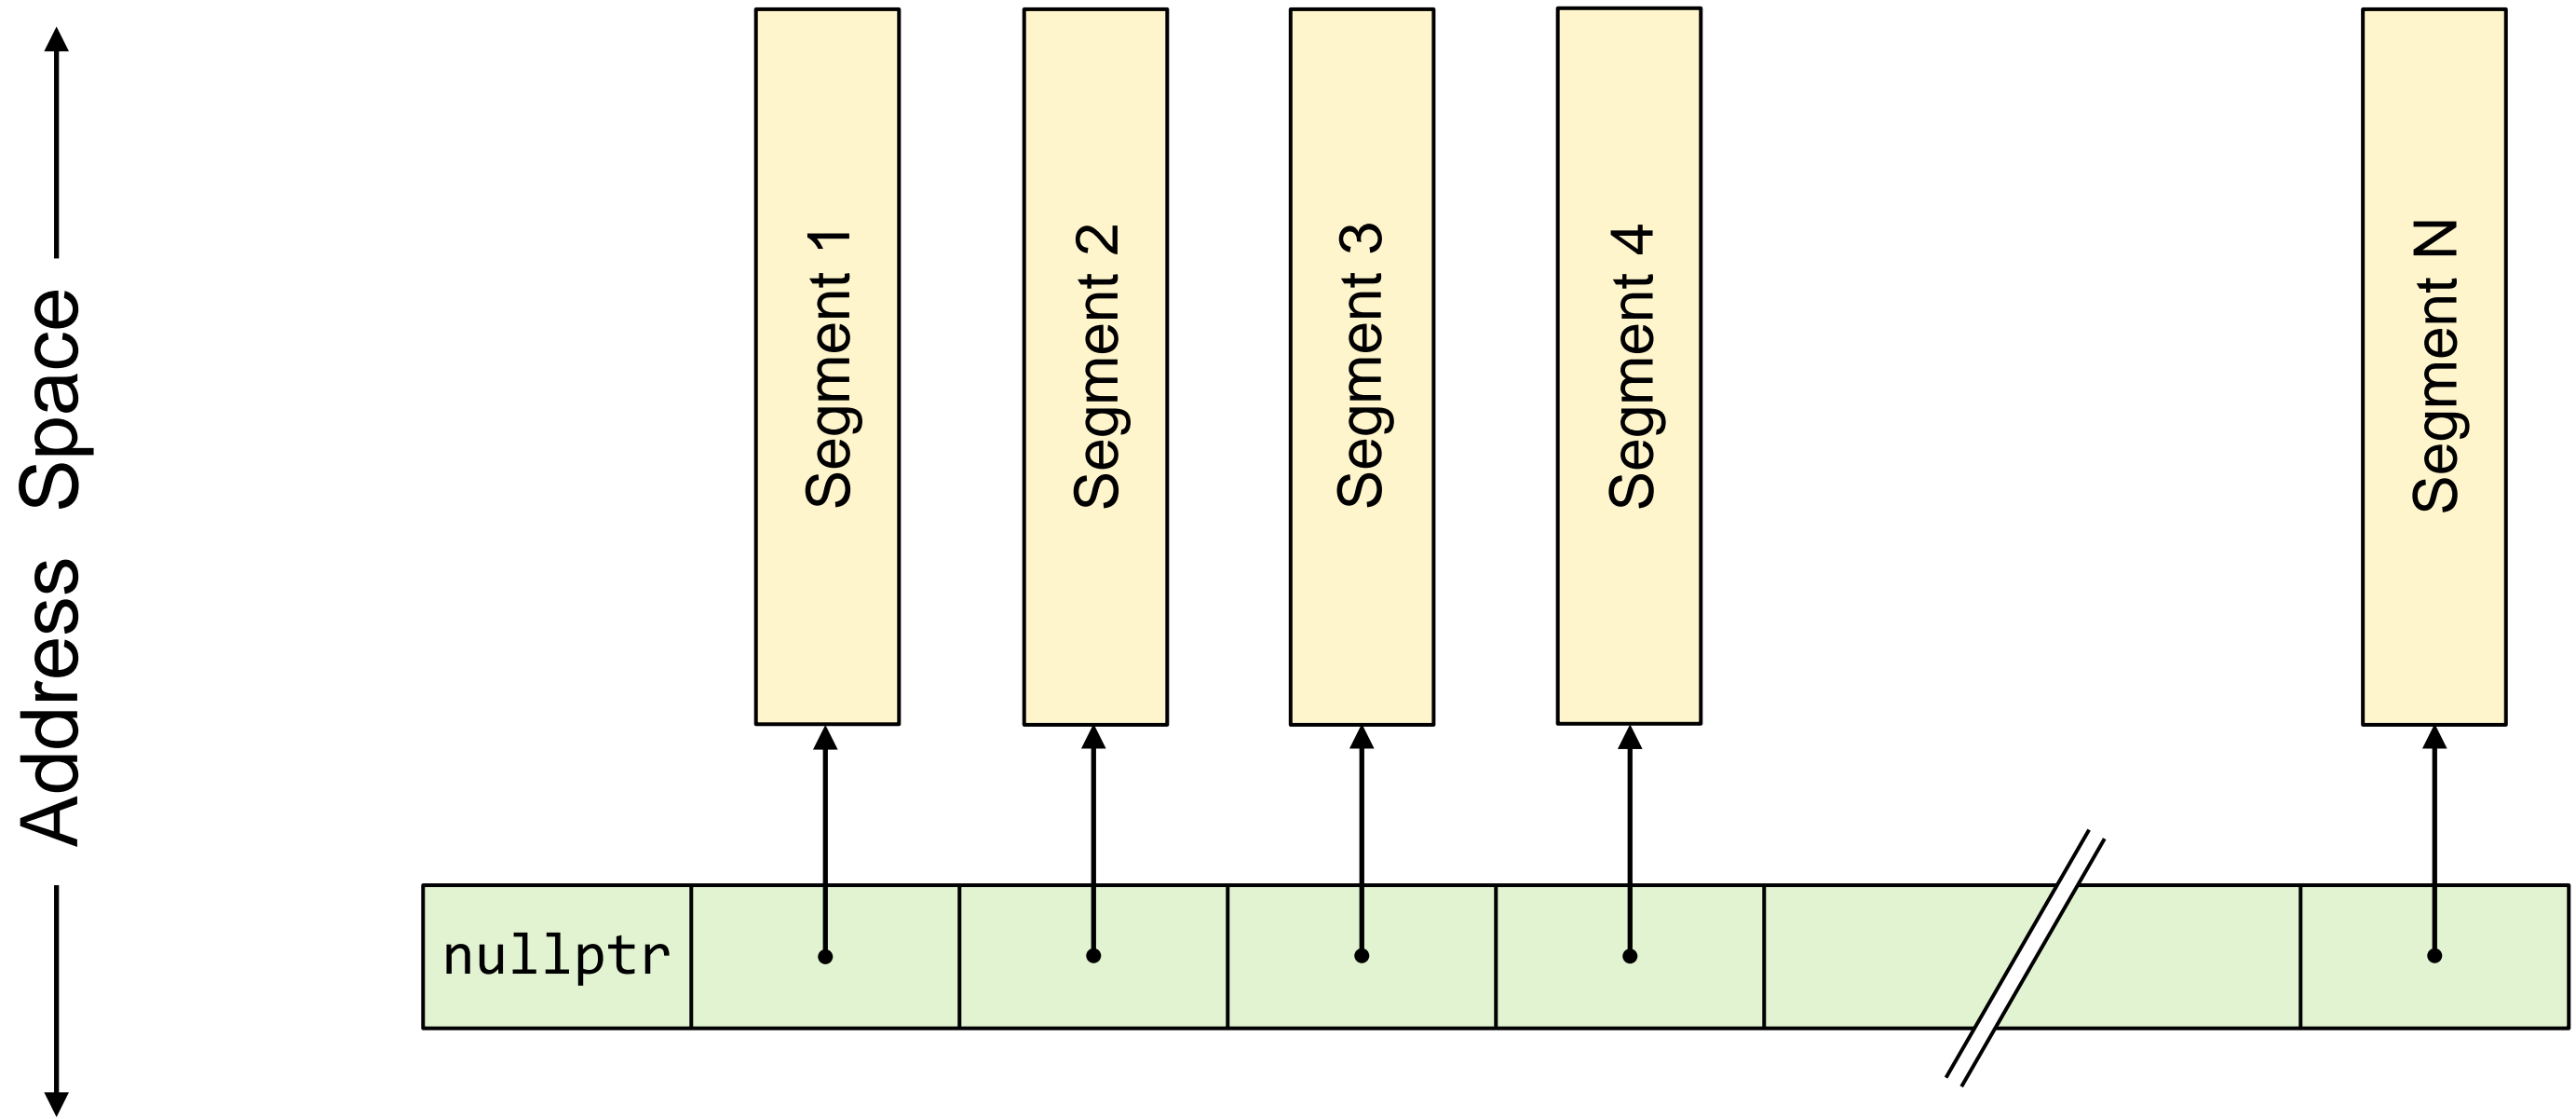 Address Space
Segment 1
Segment 2
Segment 3
Segment 4
Segment N
nullptr